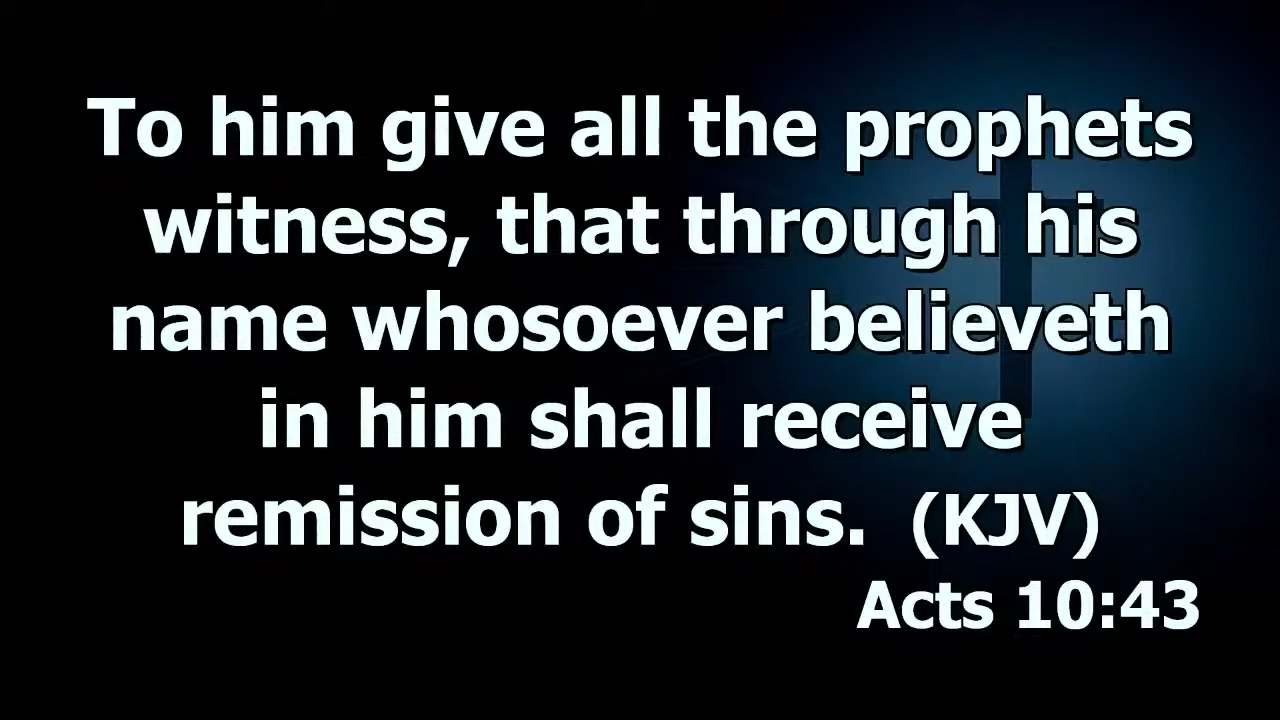 To him give all the prophets
witness, that through his
name whosoever believeth
in him shall receive
remission of sins.  (KJV)
Acts 10:43